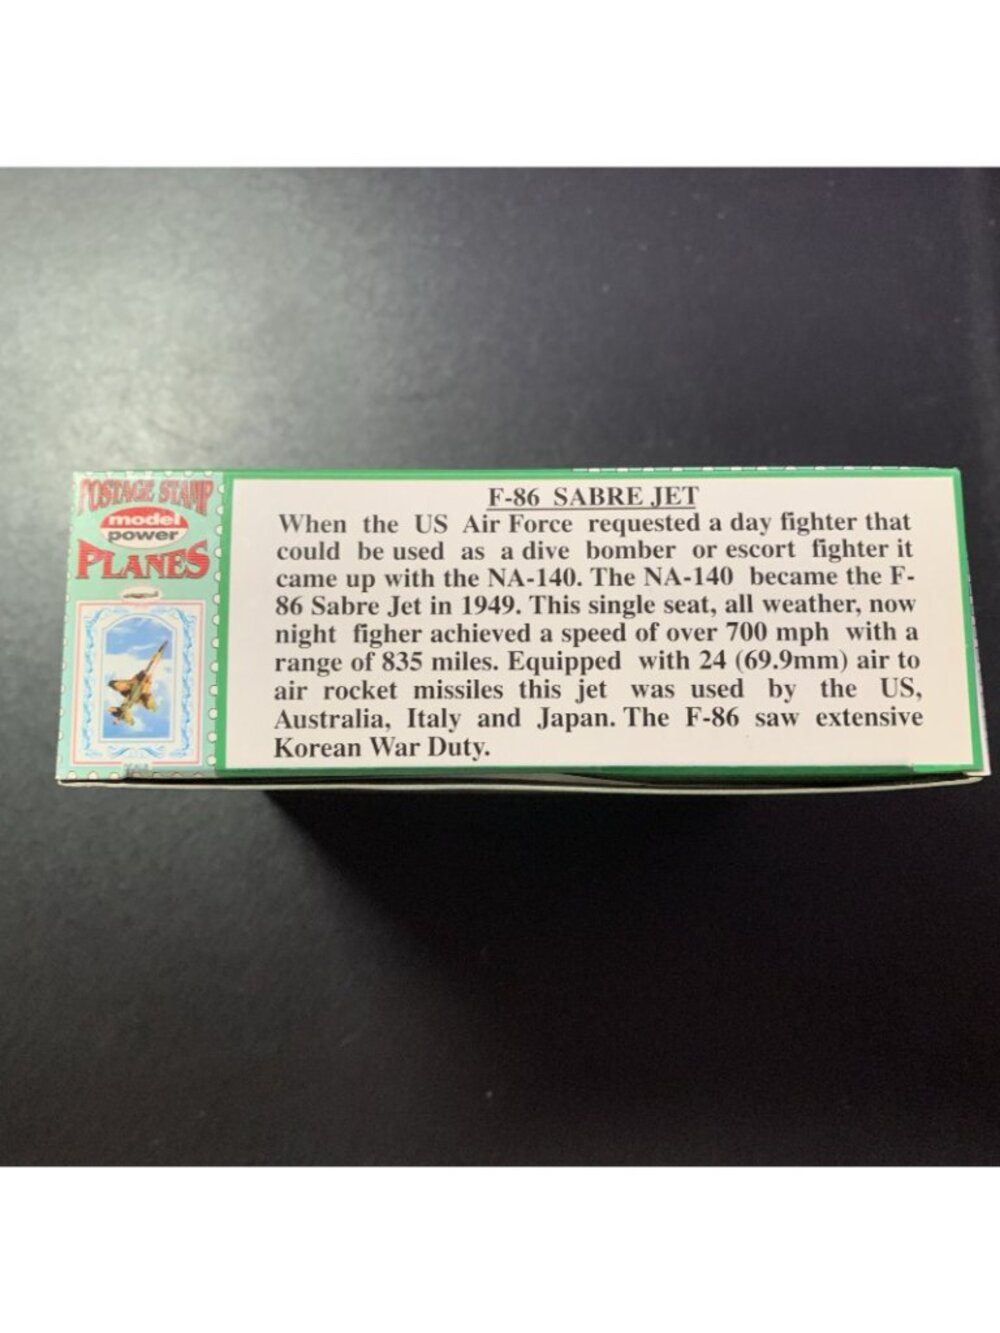 POSTAGE STAMP
model
power
PLANES
F-86 SABRE JET
When the US Air Force requested a day fighter that
could be used as a dive bomber or escort fighter it
came up with the NA-140. The NA-140 became the F-
86 Sabre Jet in 1949. This single seat, all weather, now
night figher achieved a speed of over 700 mph with a
range of 835 miles. Equipped with 24 (69.9mm) air to
air rocket missiles this jet was used by the US,
Australia, Italy and Japan. The F-86 saw extensive
Korean War Duty.